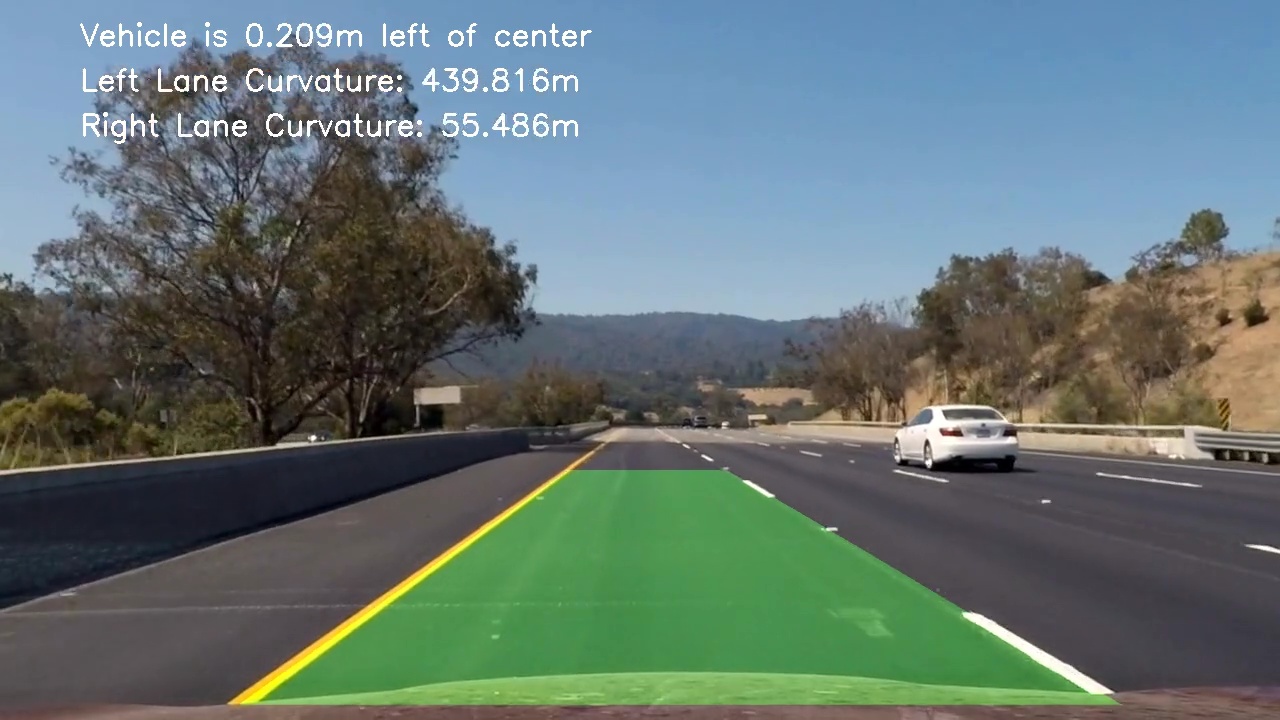 Vehicle is 0.209m left of center
Left Lane Curvature: 439.816m
Right Lane Curvature: 55.486m